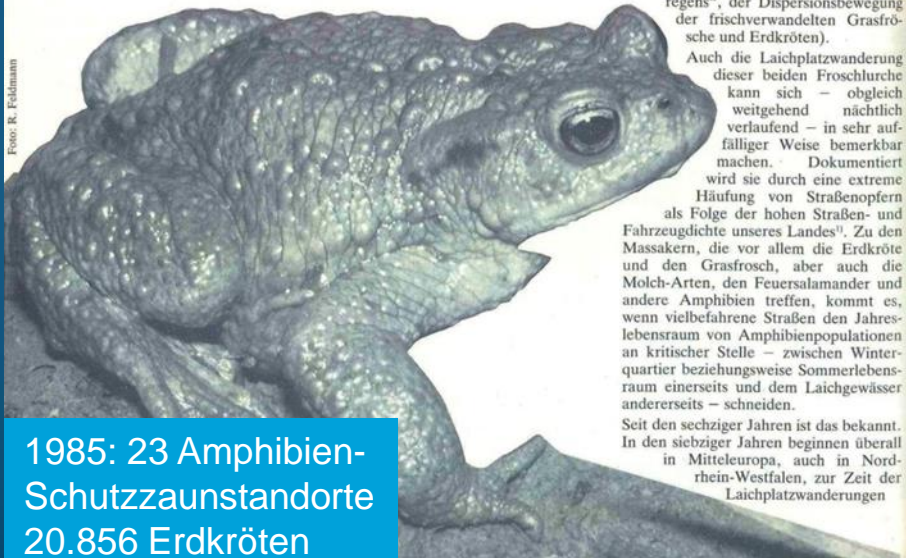 Foto: R. Feldmann
regens", der Dispersionsbewegung
der frischverwandelten Grasfrö-
sche und Erdkröten).
Auch die Laichplatzwanderung
dieser beiden Froschlurche
kann sich – obgleich
weitgehend nächtlich
verlaufend – in sehr auf-
fälliger Weise bemerkbar
machen. Dokumentiert
wird sie durch eine extreme
Häufung von Straßenopfern
als Folge der hohen Straßen- und
Fahrzeugdichte unseres Landes¹⁾. Zu den
Massakern, die vor allem die Erdkröte
und den Grasfrosch, aber auch die
Molch-Arten, den Feuersalamander und
andere Amphibien treffen, kommt es,
wenn vielbefahrene Straßen den Jahres-
lebensraum von Amphibienpopulationen
an kritischer Stelle – zwischen Winter-
quartier beziehungsweise Sommerlebens-
raum einerseits und dem Laichgewässer
andererseits – schneiden.
Seit den sechziger Jahren ist das bekannt.
In den siebziger Jahren beginnen überall
in Mitteleuropa, auch in Nord-
rhein-Westfalen, zur Zeit der
Laichplatzwanderungen
1985: 23 Amphibien-
Schutzzaunstandorte
20.856 Erdkröten